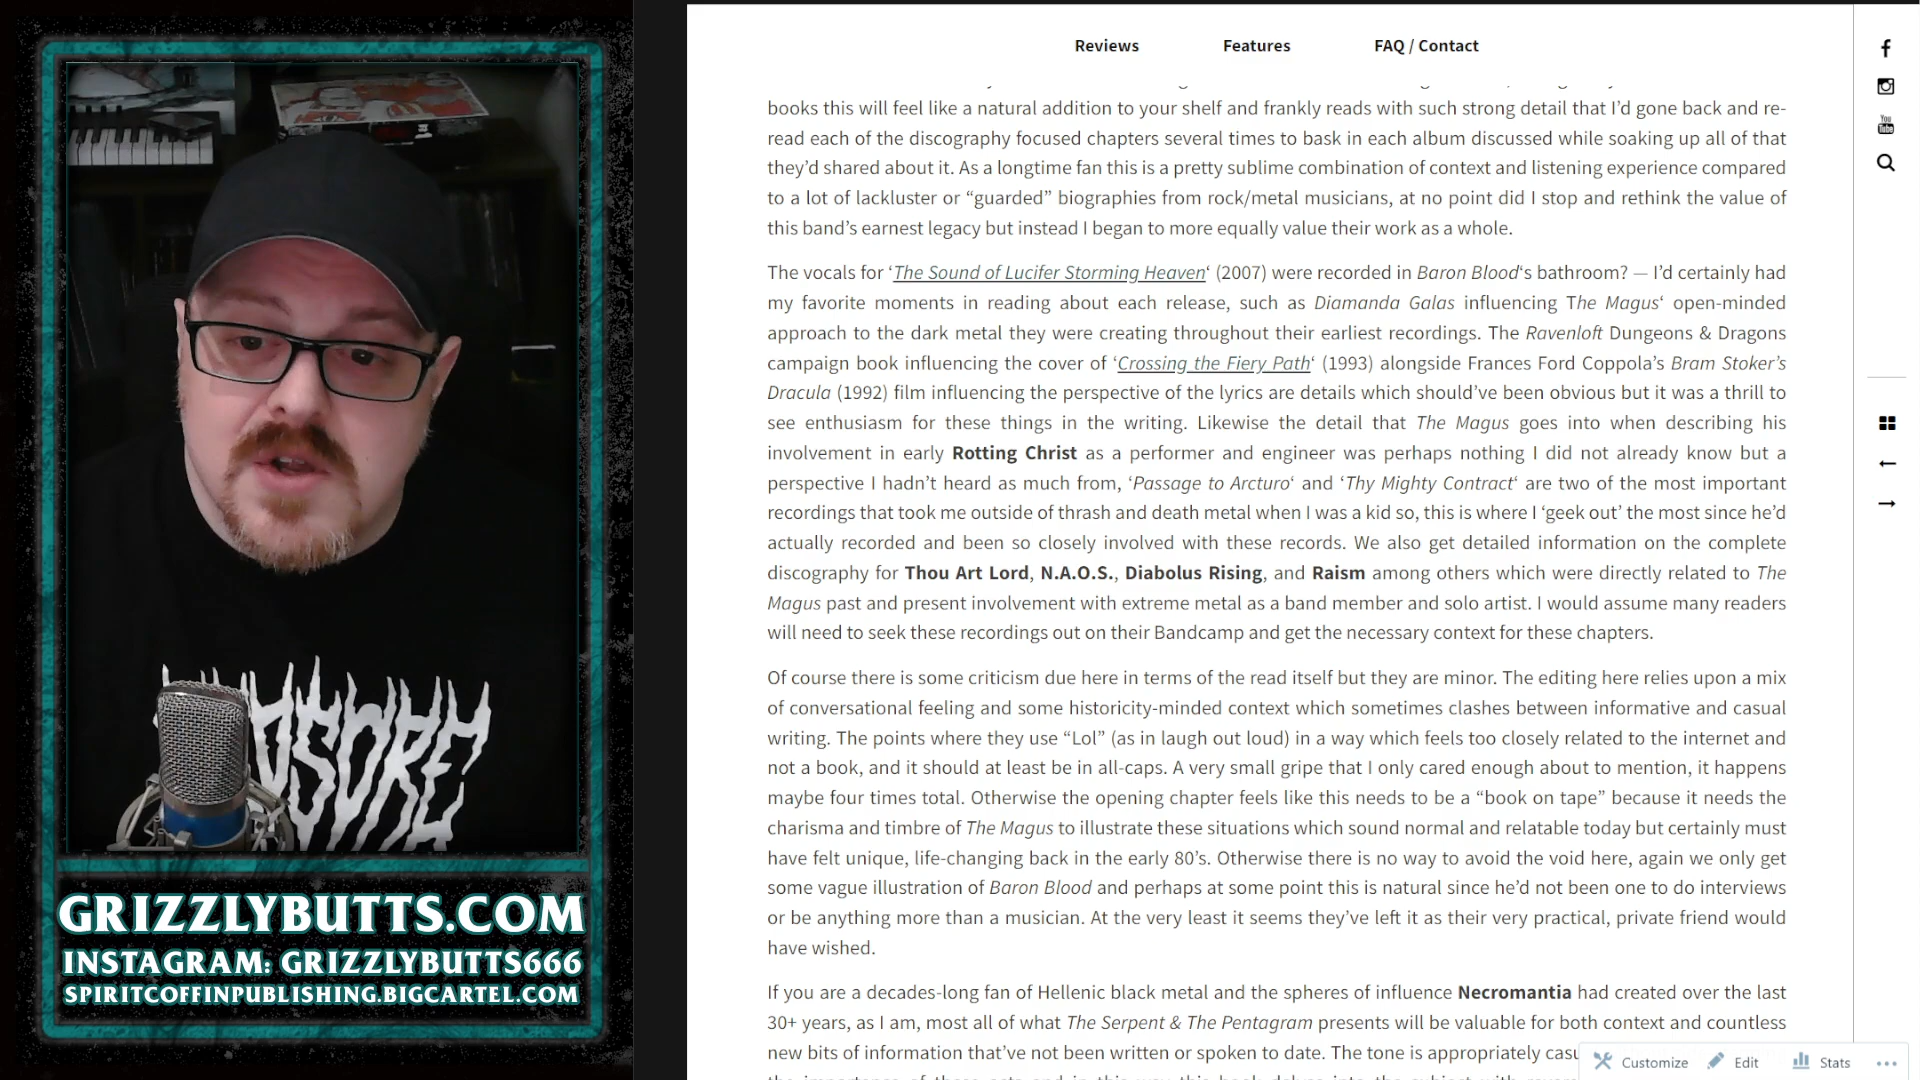 Reviews
Features
FAQ / Contact
books this will feel like a natural addition to your shelf and frankly reads with such strong detail that I’d gone back and re-
read each of the discography focused chapters several times to bask in each album discussed while soaking up all of that
they’d shared about it. As a longtime fan this is a pretty sublime combination of context and listening experience compared
to a lot of lackluster or “guarded” biographies from rock/metal musicians, at no point did I stop and rethink the value of
this band’s earnest legacy but instead I began to more equally value their work as a whole.
The vocals for ‘The Sound of Lucifer Storming Heaven‘ (2007) were recorded in Baron Blood‘s bathroom? — I’d certainly had
my favorite moments in reading about each release, such as Diamanda Galas influencing The Magus‘ open-minded
approach to the dark metal they were creating throughout their earliest recordings. The Ravenloft Dungeons & Dragons
campaign book influencing the cover of ‘Crossing the Fiery Path‘ (1993) alongside Frances Ford Coppola’s Bram Stoker’s
Dracula (1992) film influencing the perspective of the lyrics are details which should’ve been obvious but it was a thrill to
see enthusiasm for these things in the writing. Likewise the detail that The Magus goes into when describing his
involvement in early Rotting Christ as a performer and engineer was perhaps nothing I did not already know but a
perspective I hadn’t heard as much from, ‘Passage to Arcturo‘ and ‘Thy Mighty Contract‘ are two of the most important
recordings that took me outside of thrash and death metal when I was a kid so, this is where I ‘geek out’ the most since he’d
actually recorded and been so closely involved with these records. We also get detailed information on the complete
discography for Thou Art Lord, N.A.O.S., Diabolus Rising, and Raism among others which were directly related to The
Magus past and present involvement with extreme metal as a band member and solo artist. I would assume many readers
will need to seek these recordings out on their Bandcamp and get the necessary context for these chapters.
Of course there is some criticism due here in terms of the read itself but they are minor. The editing here relies upon a mix
of conversational feeling and some historicity-minded context which sometimes clashes between informative and casual
writing. The points where they use “Lol” (as in laugh out loud) in a way which feels too closely related to the internet and
not a book, and it should at least be in all-caps. A very small gripe that I only cared enough about to mention, it happens
maybe four times total. Otherwise the opening chapter feels like this needs to be a “book on tape” because it needs the
charisma and timbre of The Magus to illustrate these situations which sound normal and relatable today but certainly must
have felt unique, life-changing back in the early 80’s. Otherwise there is no way to avoid the void here, again we only get
some vague illustration of Baron Blood and perhaps at some point this is natural since he’d not been one to do interviews
or be anything more than a musician. At the very least it seems they’ve left it as their very practical, private friend would
have wished.
If you are a decades-long fan of Hellenic black metal and the spheres of influence Necromantia had created over the last
30+ years, as I am, most all of what The Serpent & The Pentagram presents will be valuable for both context and countless
new bits of information that’ve not been written or spoken to date. The tone is appropriately
Customize
Edit
Stats
You
Tube
GRIZZLYBUTTS.COM
INSTAGRAM: GRIZZLYBUTTS666
SPIRITCOFFINPUBLISHING.BIGCARTEL.COM